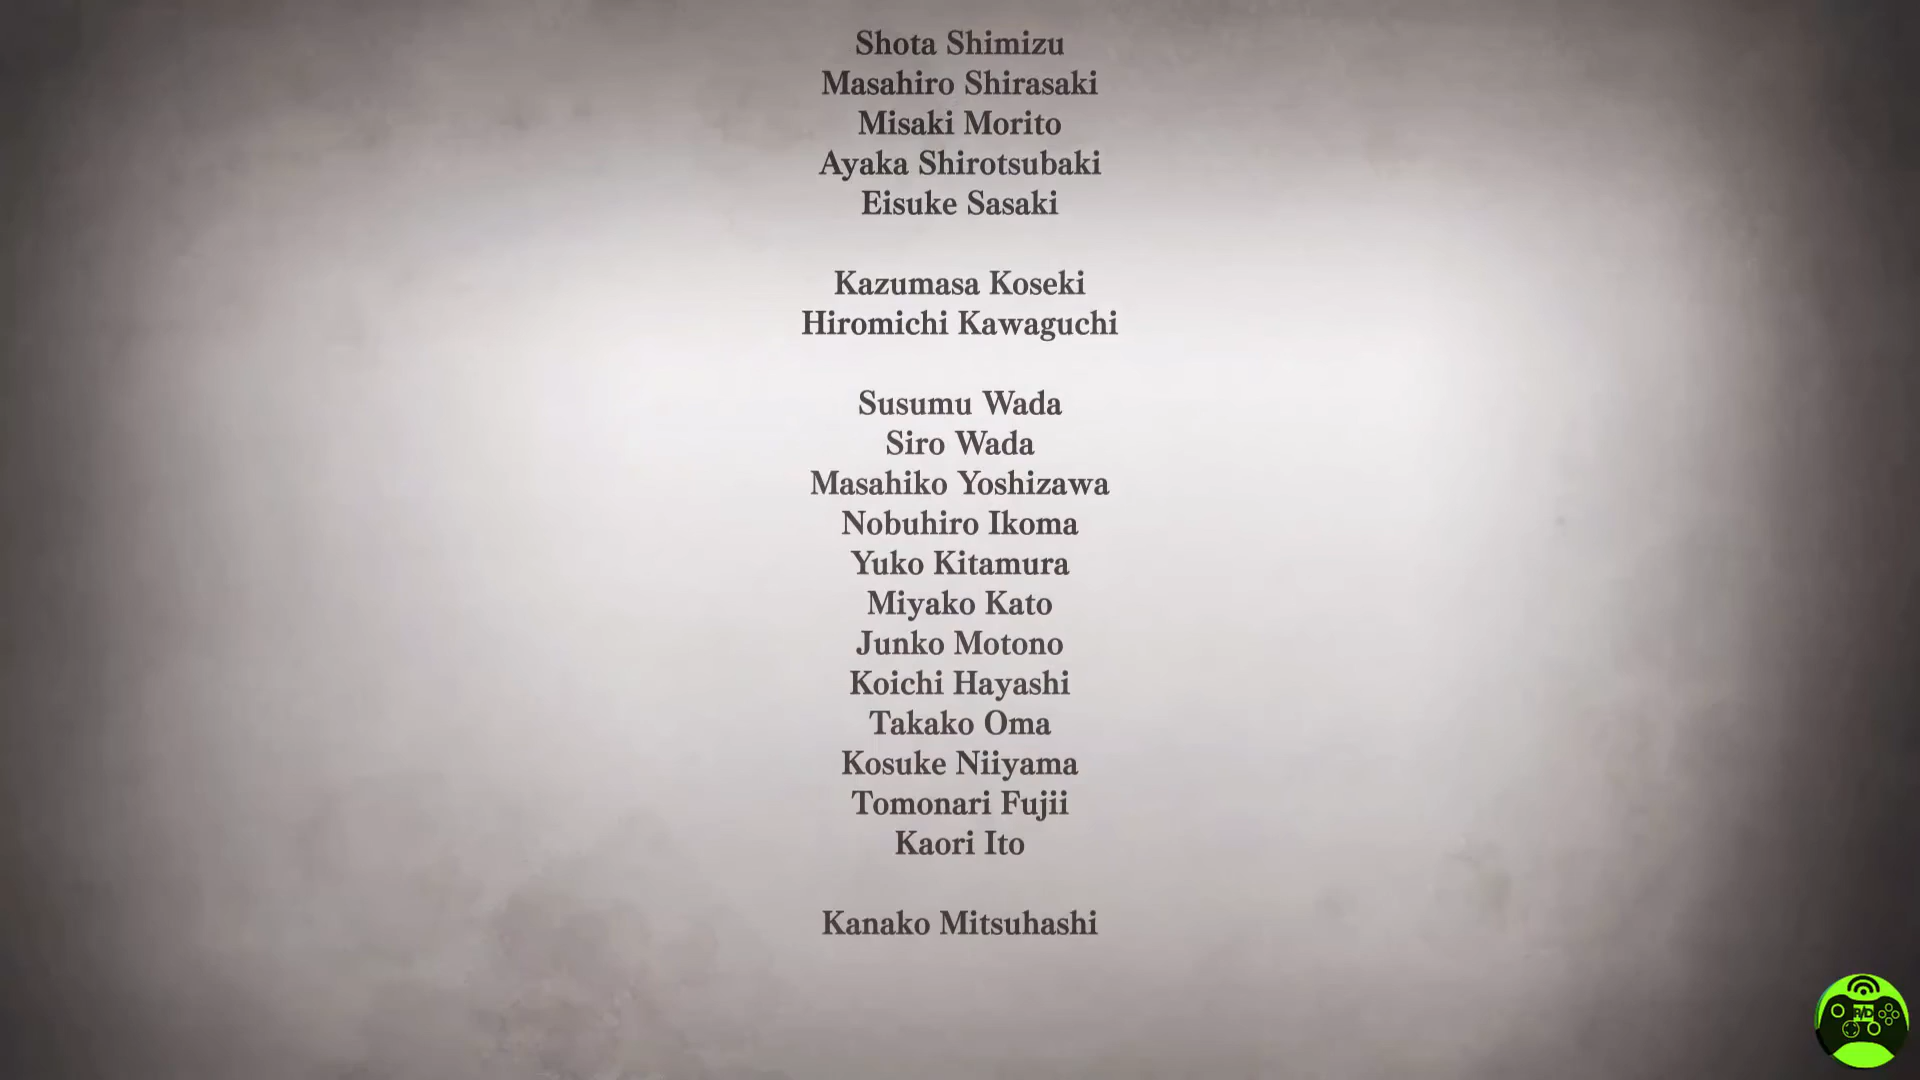 Shota Shimizu
Masahiro Shirasaki
Misaki Morito
Ayaka Shirotsubaki
Eisuke Sasaki
Kazumasa Koseki
Hiromichi Kawaguchi
Susumu Wada
Siro Wada
Masahiko Yoshizawa
Nobuhiro Ikoma
Yuko Kitamura
Miyako Kato
Junko Motono
Koichi Hayashi
Takako Oma
Kosuke Niiyama
Tomonari Fujii
Kaori Ito
Kanako Mitsuhashi